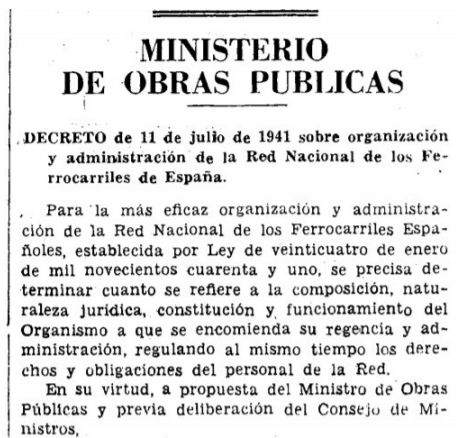 MINISTERIO
DE OBRAS PUBLICAS
DECRETO de 11 de julio de 1941 sobre organización
y administración de la Red Nacional de los Fe-
rrocarriles de España.
Para la más eficaz organización y administra-
ción de la Red Nacional de los Ferrocarriles Espa-
ñoles, establecida por Ley de veinticuatro de enero
de mil novecientos cuarenta y uno, se precisa de-
terminar cuanto se refiere a la composición, natu-
raleza jurídica, constitución y funcionamiento del
Organismo a que se encomienda su regencia y ad-
ministración, regulando al mismo tiempo los dere-
chos y obligaciones del personal de la Red.
En su virtud, a propuesta del Ministro de Obras
Públicas y previa deliberación del Consejo de Mi-
nistros,